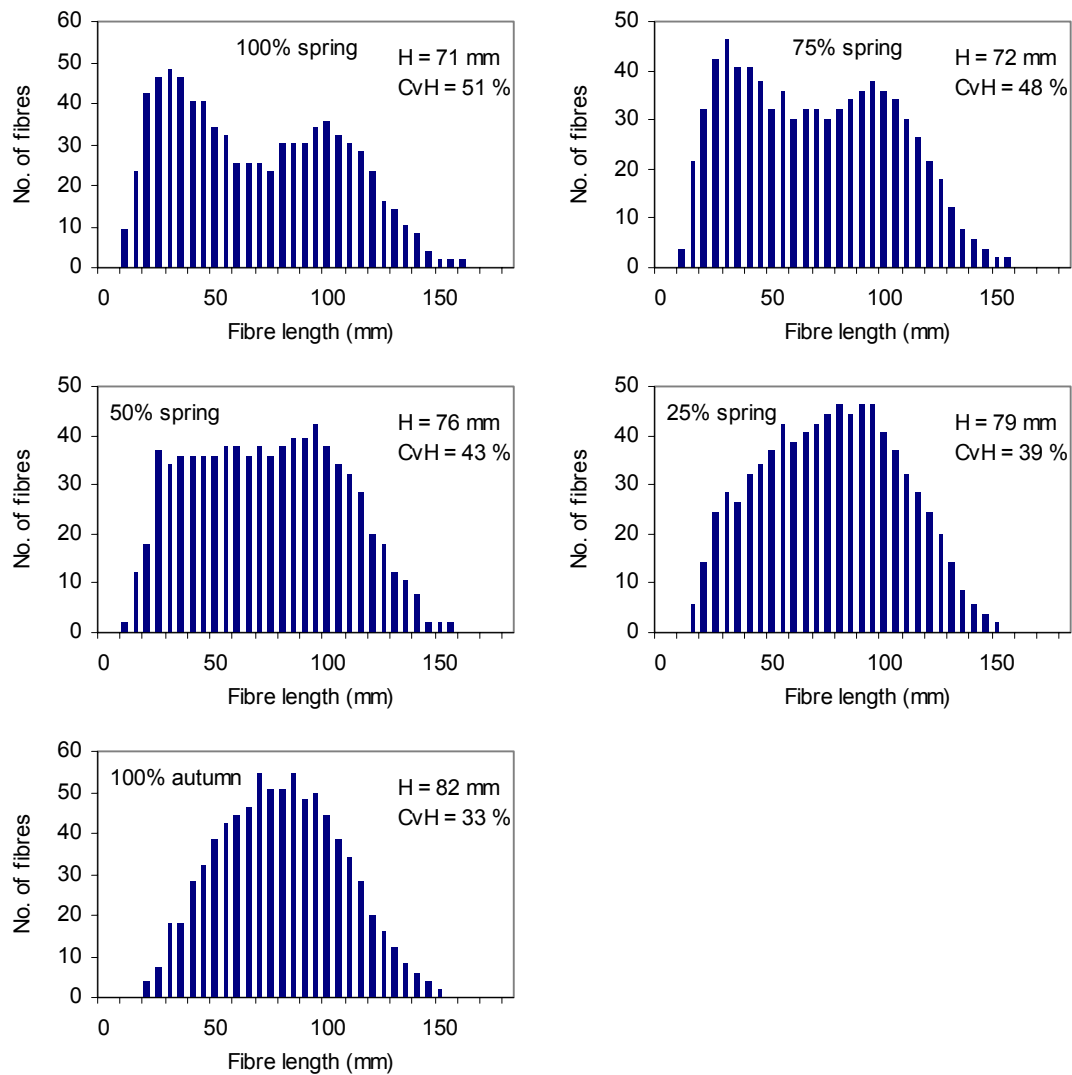 60
50
40
30
20
10
0
No. of fibres
100% spring
H = 71 mm
CvH = 51 %
0 50 100 150
Fibre length (mm)
50
40
30
20
10
0
No. of fibres
75% spring
H = 72 mm
CvH = 48 %
0 50 100 150
Fibre length (mm)
50
40
30
20
10
0
No. of fibres
50% spring
H = 76 mm
CvH = 43 %
0 50 100 150
Fibre length (mm)
50
40
30
20
10
0
No. of fibres
25% spring
H = 79 mm
CvH = 39 %
0 50 100 150
Fibre length (mm)
60
50
40
30
20
10
0
No. of fibres
100% autumn
H = 82 mm
CvH = 33 %
0 50 100 150
Fibre length (mm)